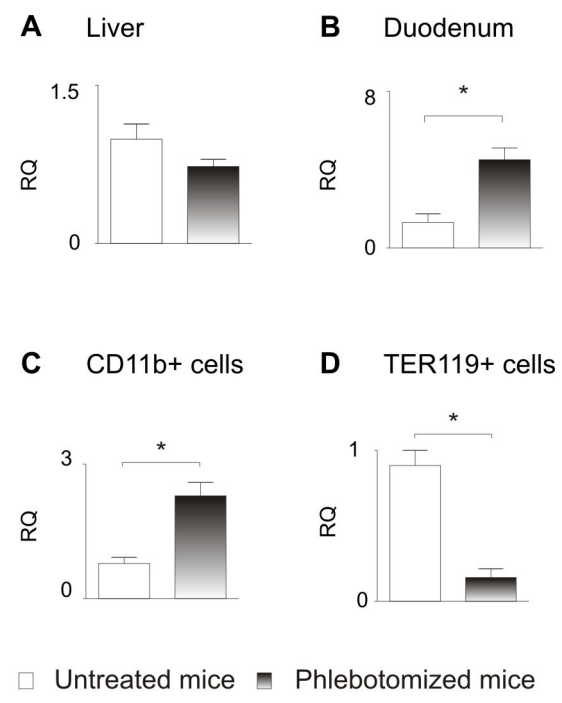 A Liver
1.5
RQ
0
B Duodenum
8
*
RQ
0
C CD11b+ cells
3
*
RQ
0
D TER119+ cells
1
*
RQ
0
Untreated mice Phlebotomized mice